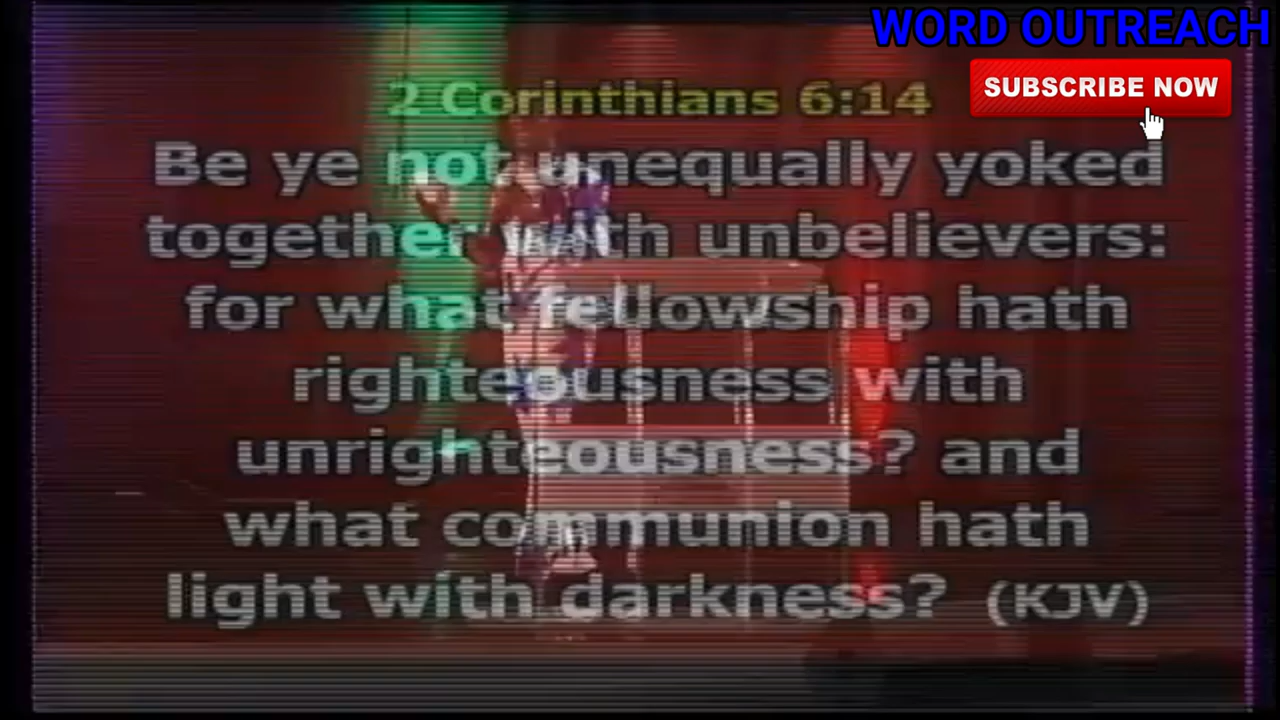 WORD OUTREACH
SUBSCRIBE NOW
2 Corinthians 6:14
Be ye not unequally yoked
together with unbelievers:
for what fellowship hath
righteousness with
unrighteousness? and
what communion hath
light with darkness? (KJV)